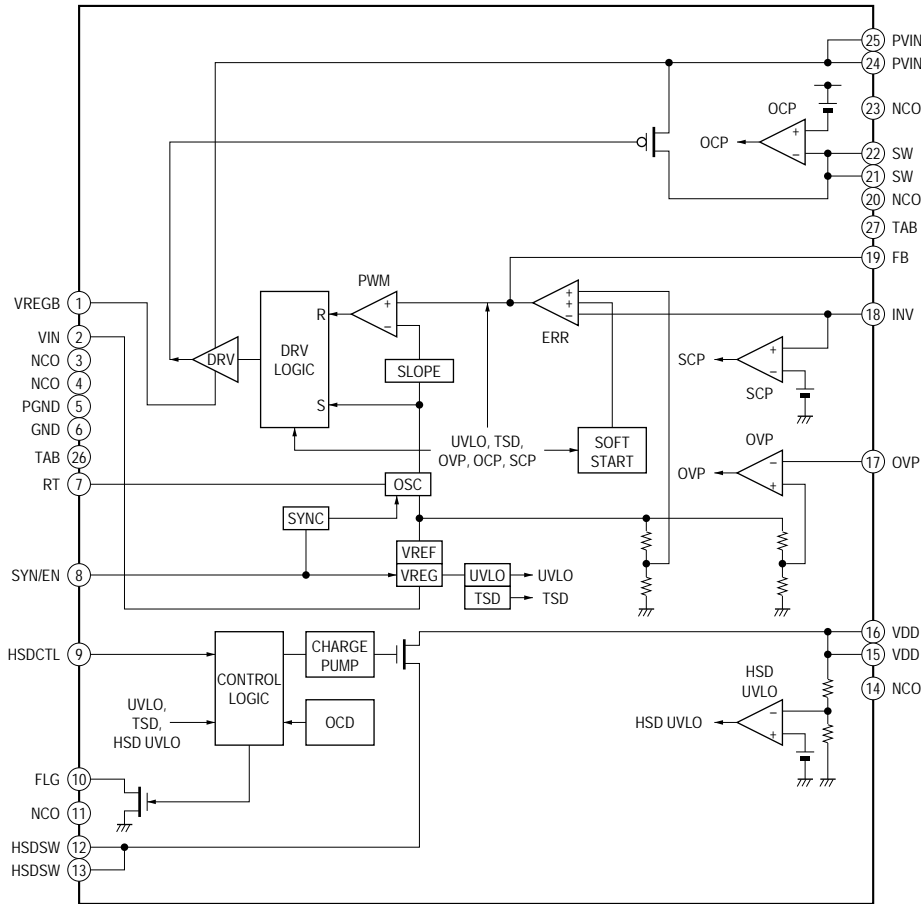 25 PVIN
24 PVIN
OCP
23 NCO
OCP
+
−
22 SW
21 SW
20 NCO
27 TAB
19 FB
VREGB 1
PWM
+
−
R
+
+
−
ERR
18 INV
VIN 2
DRV
DRV
LOGIC
SCP
+
−
SCP
NCO 3
SLOPE
NCO 4
PGND 5
S
GND 6
UVLO, TSD,
OVP, OCP, SCP
SOFT
START
OVP
TAB 26
OVP
−
+
17 OVP
RT 7
OSC
SYNC
VREF
SYN/EN 8
VREG
UVLO
UVLO
TSD
TSD
16 VDD
HSDCTL 9
CONTROL
LOGIC
CHARGE
PUMP
15 VDD
HSD
UVLO
14 NCO
UVLO,
TSD,
HSD UVLO
OCD
HSD UVLO
−
+
FLG 10
NCO 11
HSDSW 12
HSDSW 13